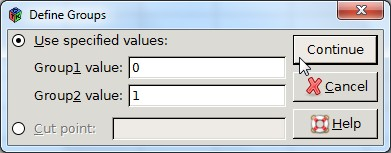 Define Groups
Use specified values:
Continue
Group1 value: 0
Cancel
Group2 value: 1
Cut point:
Help